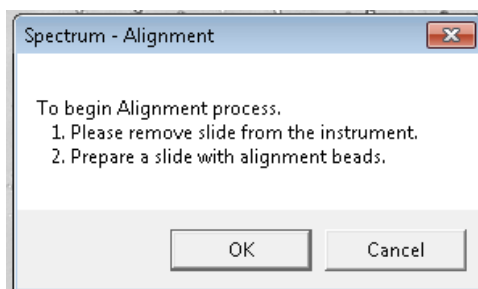 Spectrum - Alignment
To begin Alignment process.
1. Please remove slide from the instrument.
2. Prepare a slide with alignment beads.
OK Cancel